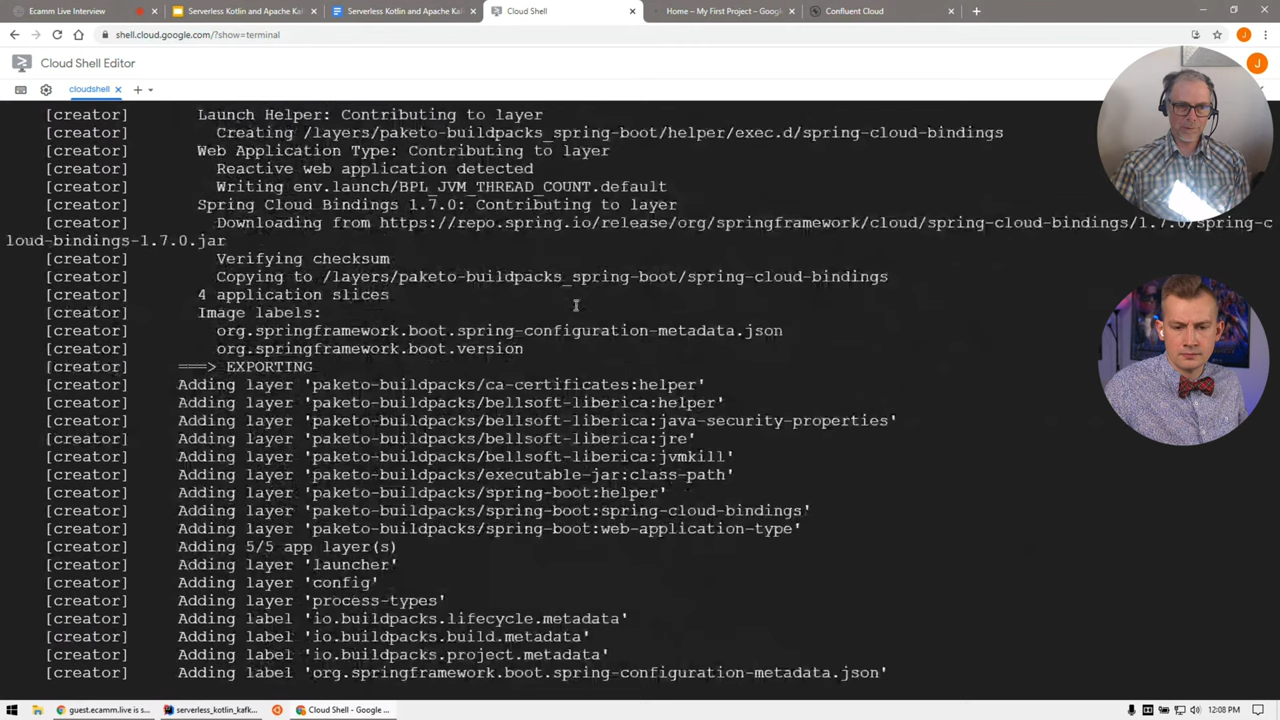 Ecamm Live Interview
Serverless Kotlin and Apache Kaf
Serverless Kotlin and Apache Kaf
Cloud Shell
Home – My First Project – Googl
Confluent Cloud
shell.cloud.google.com/?show=terminal
J
Cloud Shell Editor
J
cloudshell
[creator] Launch Helper: Contributing to layer
[creator] Creating /layers/paketo-buildpacks_spring-boot/helper/exec.d/spring-cloud-bindings
[creator] Web Application Type: Contributing to layer
[creator] Reactive web application detected
[creator] Writing env.launch/BPL_JVM_THREAD_COUNT.default
[creator] Spring Cloud Bindings 1.7.0: Contributing to layer
[creator] Downloading from https://repo.spring.io/release/org/springframework/cloud/spring-cloud-bindings/1.7.0/spring-c
loud-bindings-1.7.0.jar
[creator] Verifying checksum
[creator] Copying to /layers/paketo-buildpacks_spring-boot/spring-cloud-bindings
[creator] 4 application slices
[creator] Image labels:
[creator] org.springframework.boot.spring-configuration-metadata.json
[creator] org.springframework.boot.version
[creator] ===> EXPORTING
[creator] Adding layer 'paketo-buildpacks/ca-certificates:helper'
[creator] Adding layer 'paketo-buildpacks/bellsoft-liberica:helper'
[creator] Adding layer 'paketo-buildpacks/bellsoft-liberica:java-security-properties'
[creator] Adding layer 'paketo-buildpacks/bellsoft-liberica:jre'
[creator] Adding layer 'paketo-buildpacks/bellsoft-liberica:jvmkill'
[creator] Adding layer 'paketo-buildpacks/executable-jar:class-path'
[creator] Adding layer 'paketo-buildpacks/spring-boot:helper'
[creator] Adding layer 'paketo-buildpacks/spring-boot:spring-cloud-bindings'
[creator] Adding layer 'paketo-buildpacks/spring-boot:web-application-type'
[creator] Adding 5/5 app layer(s)
[creator] Adding layer 'launcher'
[creator] Adding layer 'config'
[creator] Adding layer 'process-types'
[creator] Adding label 'io.buildpacks.lifecycle.metadata'
[creator] Adding label 'io.buildpacks.build.metadata'
[creator] Adding label 'io.buildpacks.project.metadata'
[creator] Adding label 'org.springframework.boot.spring-configuration-metadata.json'
guest.ecamm.live is s...
serverless_kotlin_kafk...
Cloud Shell - Google ...
12:08 PM